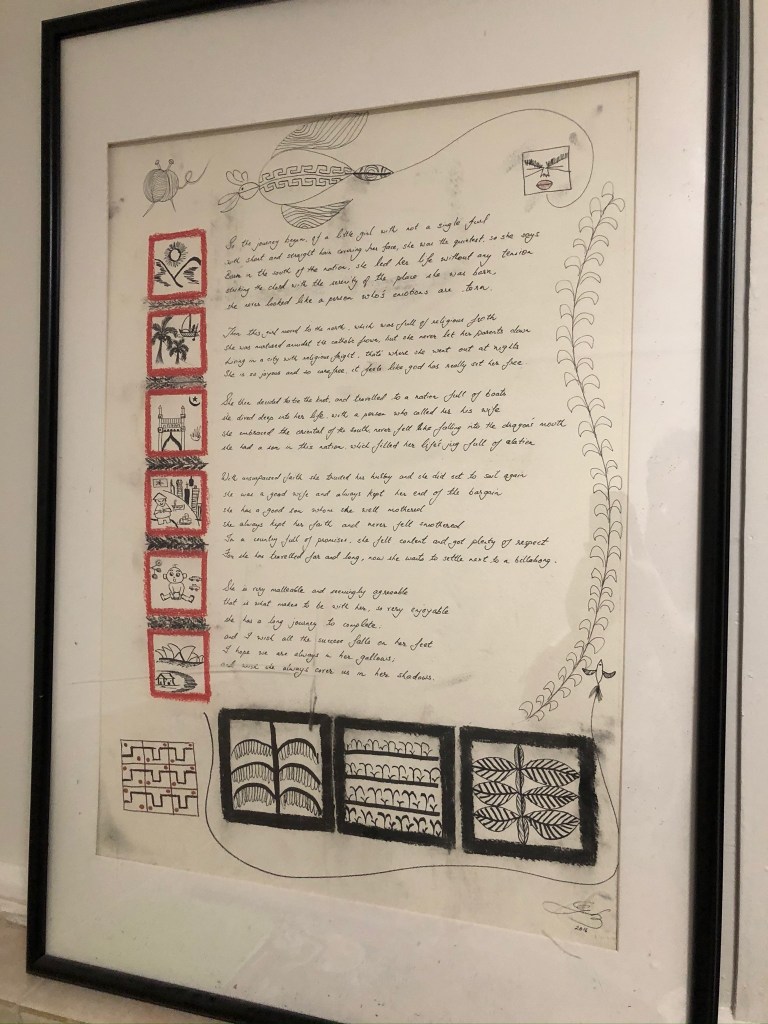 So the journey begins, of a little girl with not a single furl
with short and straight hair covering her face, she was the quietest, so she says
Born in the south of the nation, she led her life without any tension
striking the chord with the serenity of the place she was born
she never looked like a person who's emotions are torn.
Then this girl moved to the north, which was full of religious froth
she was nurtured amidst the catholic but she never let her parents down
Living in a city with religious fright, thats where she went out at nights
She is so joyous and so carefree, it feels like god has really set her free
She then decided to tie the knot, and travelled to a nation full of boats
she dived deep into her life, with a person who called her his wife
she embraced the oriental of the south, never felt like falling into the dragon's mouth
she had a son in this nation, which filled her life's jug full of elation
With unsurpassed faith she trusted her hubby and she did set to sail again
she was a good wife and always kept her end of the bargain
she has a good son whom she well mothered
she always kept her faith and never felt smothered
In a country full of promises, she felt content and got plenty of respect
For she has travelled far and long, now she waits to settle next to a billabong.
She is very malleable and seemingly agreeable
that is what makes to be with her, so very enjoyable
she has a long journey to complete.
and I wish all the success falls on her feet
I hope we are always in her gallows;
and wish she always cover us in her shadows.
2016